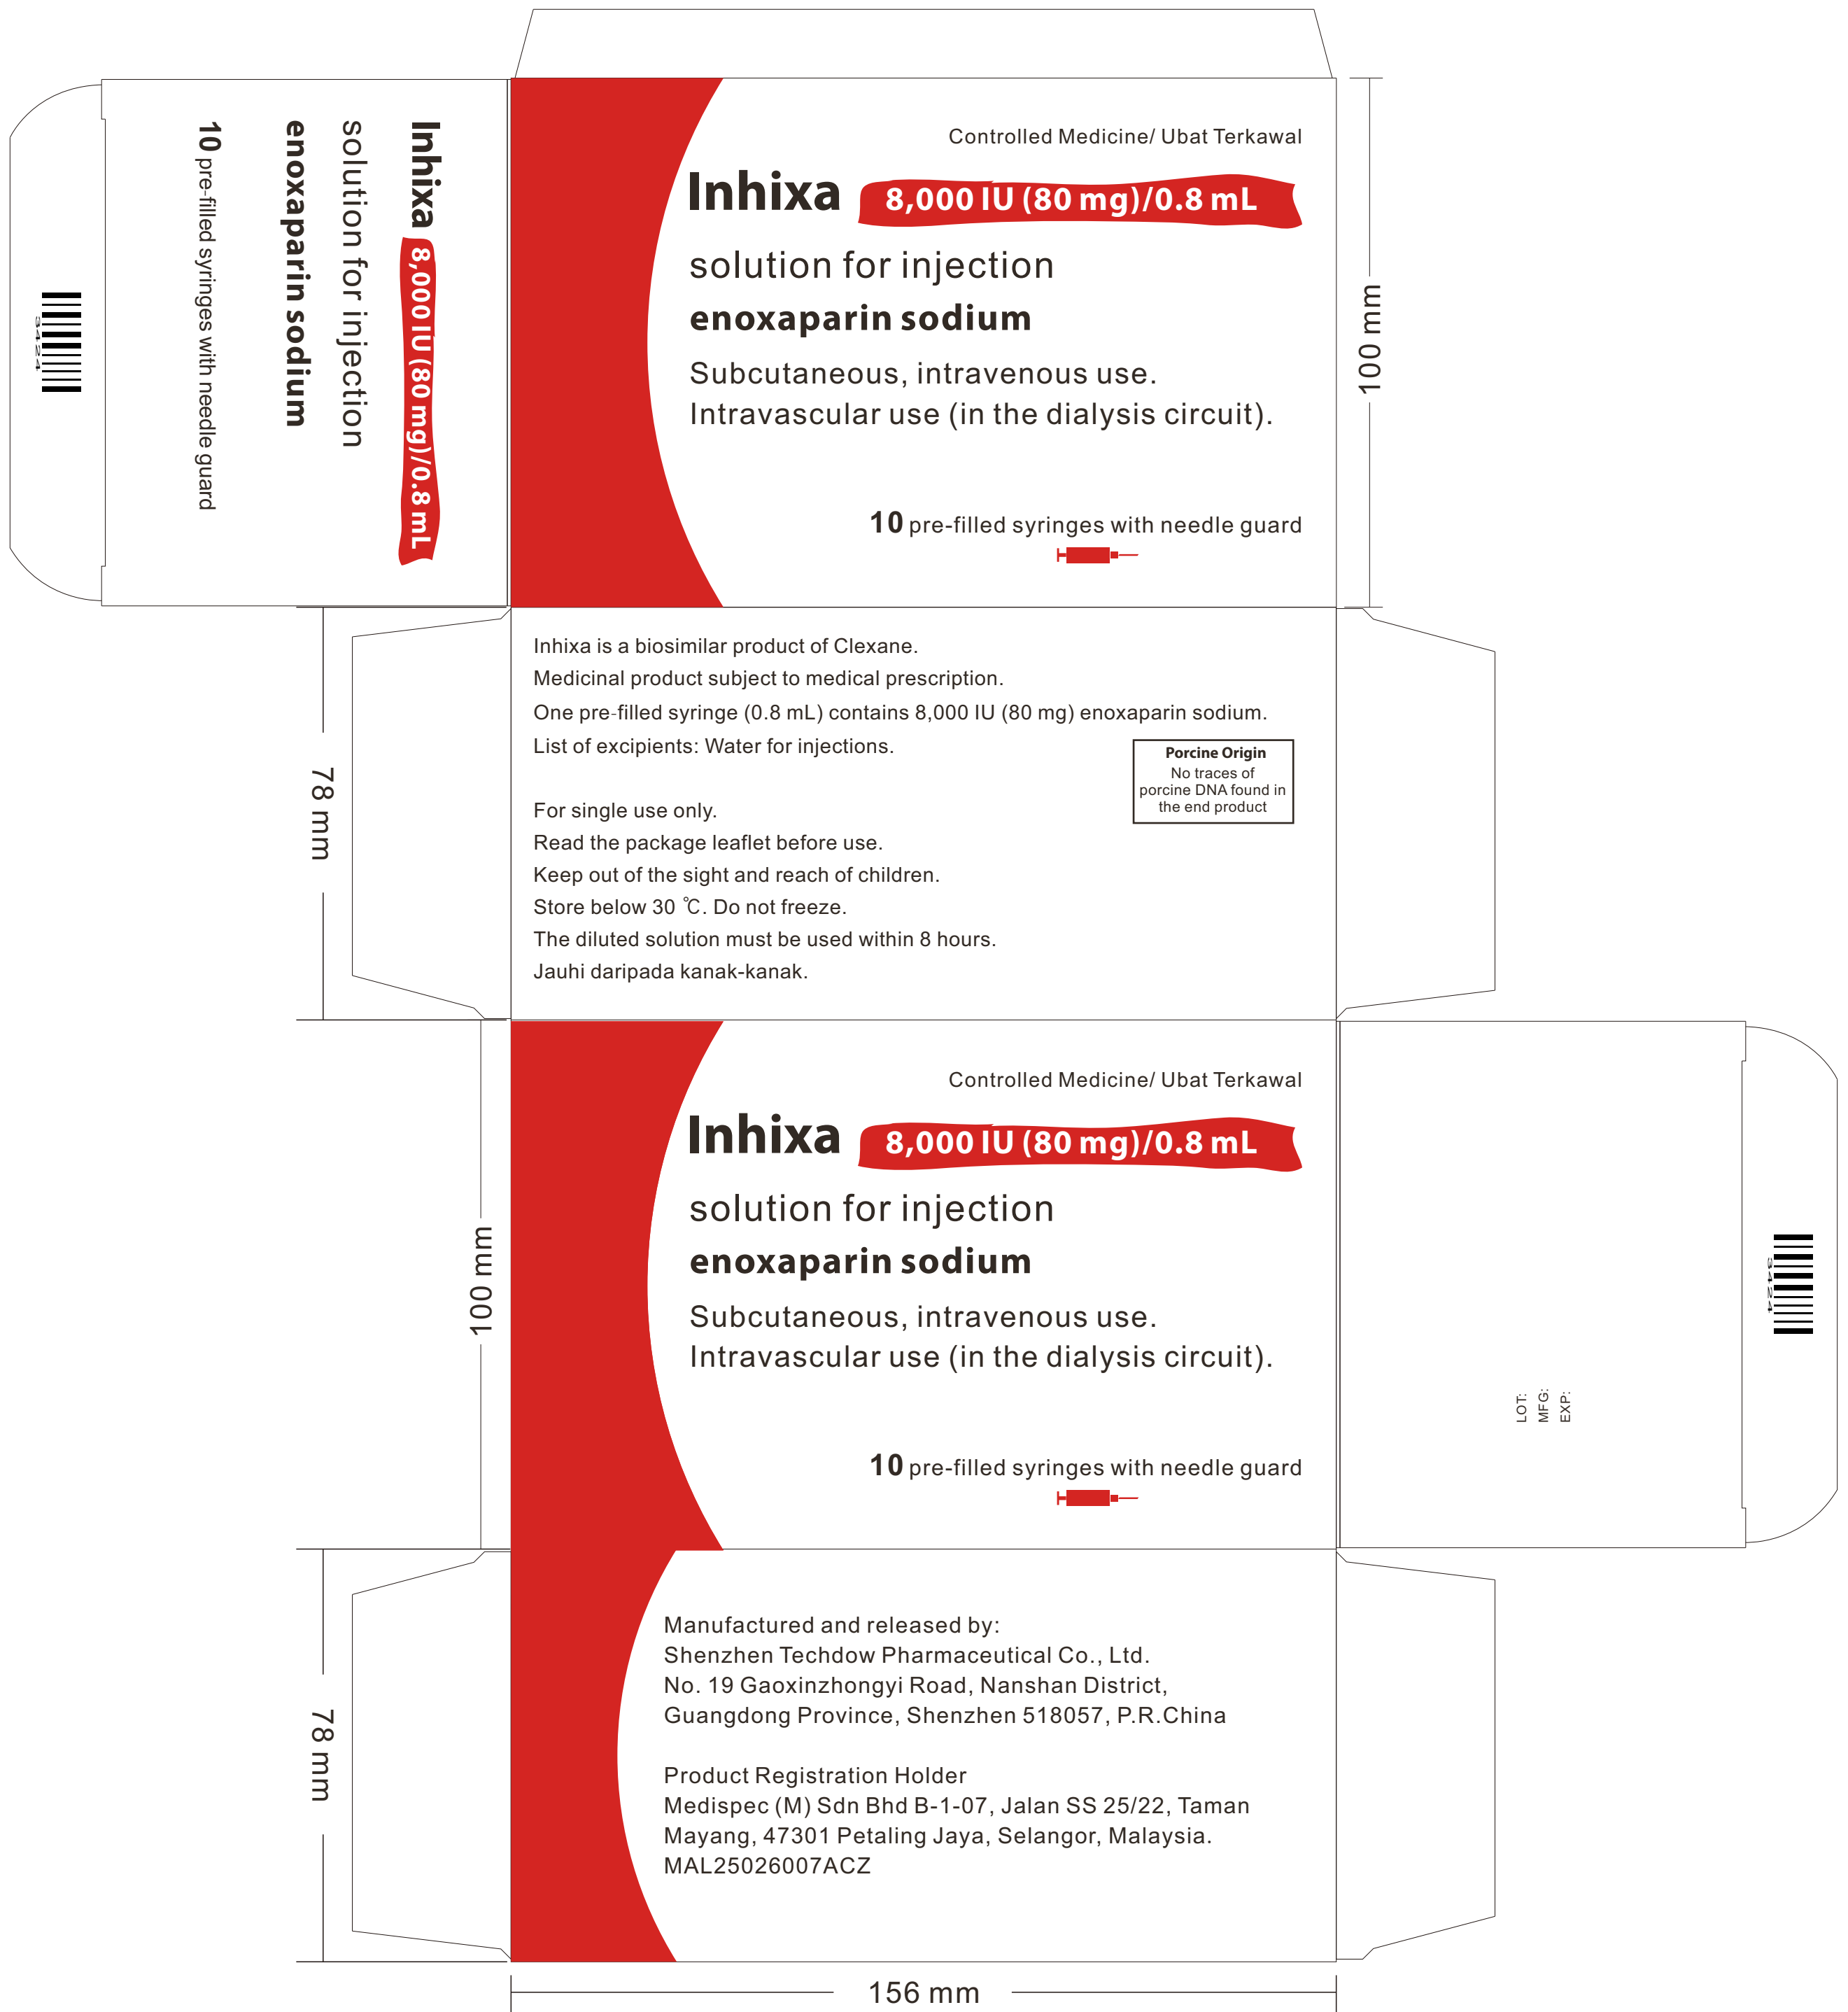 Controlled Medicine/ Ubat Terkawal
Inhixa 8,000 IU (80 mg)/0.8 mL
solution for injection
enoxaparin sodium
Subcutaneous, intravenous use.
Intravascular use (in the dialysis circuit).
10 pre-filled syringes with needle guard
100 mm
Inhixa 8,000 IU (80 mg)/0.8 mL
solution for injection
enoxaparin sodium
10 pre-filled syringes with needle guard
3424
Inhixa is a biosimilar product of Clexane.
Medicinal product subject to medical prescription.
One pre-filled syringe (0.8 mL) contains 8,000 IU (80 mg) enoxaparin sodium.
List of excipients: Water for injections.
Porcine Origin
No traces of
porcine DNA found in
the end product
For single use only.
Read the package leaflet before use.
Keep out of the sight and reach of children.
Store below 30 ℃. Do not freeze.
The diluted solution must be used within 8 hours.
Jauhi daripada kanak-kanak.
78 mm
Controlled Medicine/ Ubat Terkawal
Inhixa 8,000 IU (80 mg)/0.8 mL
solution for injection
enoxaparin sodium
Subcutaneous, intravenous use.
Intravascular use (in the dialysis circuit).
10 pre-filled syringes with needle guard
100 mm
LOT:
MFG:
EXP:
3424
Manufactured and released by:
Shenzhen Techdow Pharmaceutical Co., Ltd.
No. 19 Gaoxinzhongyi Road, Nanshan District,
Guangdong Province, Shenzhen 518057, P.R.China
Product Registration Holder
Medispec (M) Sdn Bhd B-1-07, Jalan SS 25/22, Taman
Mayang, 47301 Petaling Jaya, Selangor, Malaysia.
MAL25026007ACZ
78 mm
156 mm